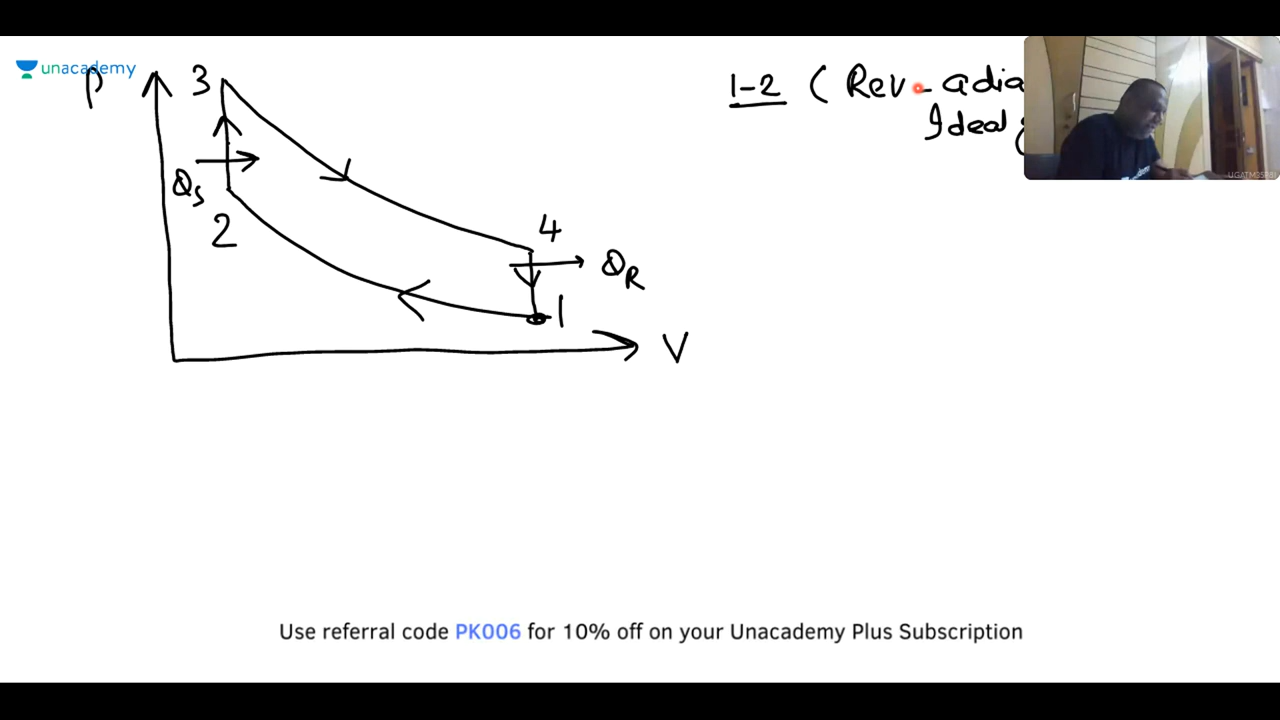 unacademy
P
3
1-2 ( Rev-
Ideal
Qs
2
4
QR
1
V
UGATM3SF8I
Use referral code PK006 for 10% off on your Unacademy Plus Subscription